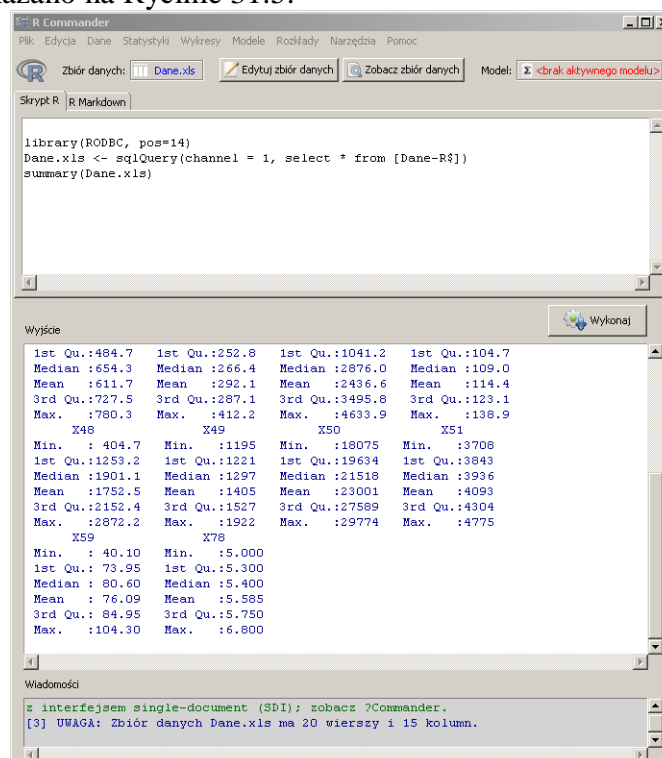 zano na Rycinie 31.3.
R Commander
Plik Edycja Dane Statystyki Wykresy Modele Rozkłady Narzędzia Pomoc
Zbiór danych: Dane.xls Edytuj zbiór danych Zobacz zbiór danych Model: Σ <brak aktywnego modelu>
Skrypt R R Markdown
library(RODBC, pos=14)
Dane.xls <- sqlQuery(channel = 1, select * from [Dane-R$])
summary(Dane.xls)
Wykonaj
Wyjście
1st Qu.:484.7 1st Qu.:252.8 1st Qu.:1041.2 1st Qu.:104.7
Median :654.3 Median :266.4 Median :2876.0 Median :109.0
Mean :611.7 Mean :292.1 Mean :2436.6 Mean :114.4
3rd Qu.:727.5 3rd Qu.:287.1 3rd Qu.:3495.8 3rd Qu.:123.1
Max. :780.3 Max. :412.2 Max. :4633.9 Max. :138.9
X48 X49 X50 X51
Min. : 404.7 Min. :1195 Min. :18075 Min. :3708
1st Qu.:1253.2 1st Qu.:1221 1st Qu.:19634 1st Qu.:3843
Median :1901.1 Median :1297 Median :21518 Median :3936
Mean :1752.5 Mean :1405 Mean :23001 Mean :4093
3rd Qu.:2152.4 3rd Qu.:1527 3rd Qu.:27589 3rd Qu.:4304
Max. :2872.2 Max. :1922 Max. :29774 Max. :4775
X59 X78
Min. : 40.10 Min. :5.000
1st Qu.: 73.95 1st Qu.:5.300
Median : 80.60 Median :5.400
Mean : 76.09 Mean :5.585
3rd Qu.: 84.95 3rd Qu.:5.750
Max. :104.30 Max. :6.800
Wiadomości
z interfejsem single-document (SDI); zobacz ?Commander.
[3] UWAGA: Zbiór danych Dane.xls ma 20 wierszy i 15 kolumn.